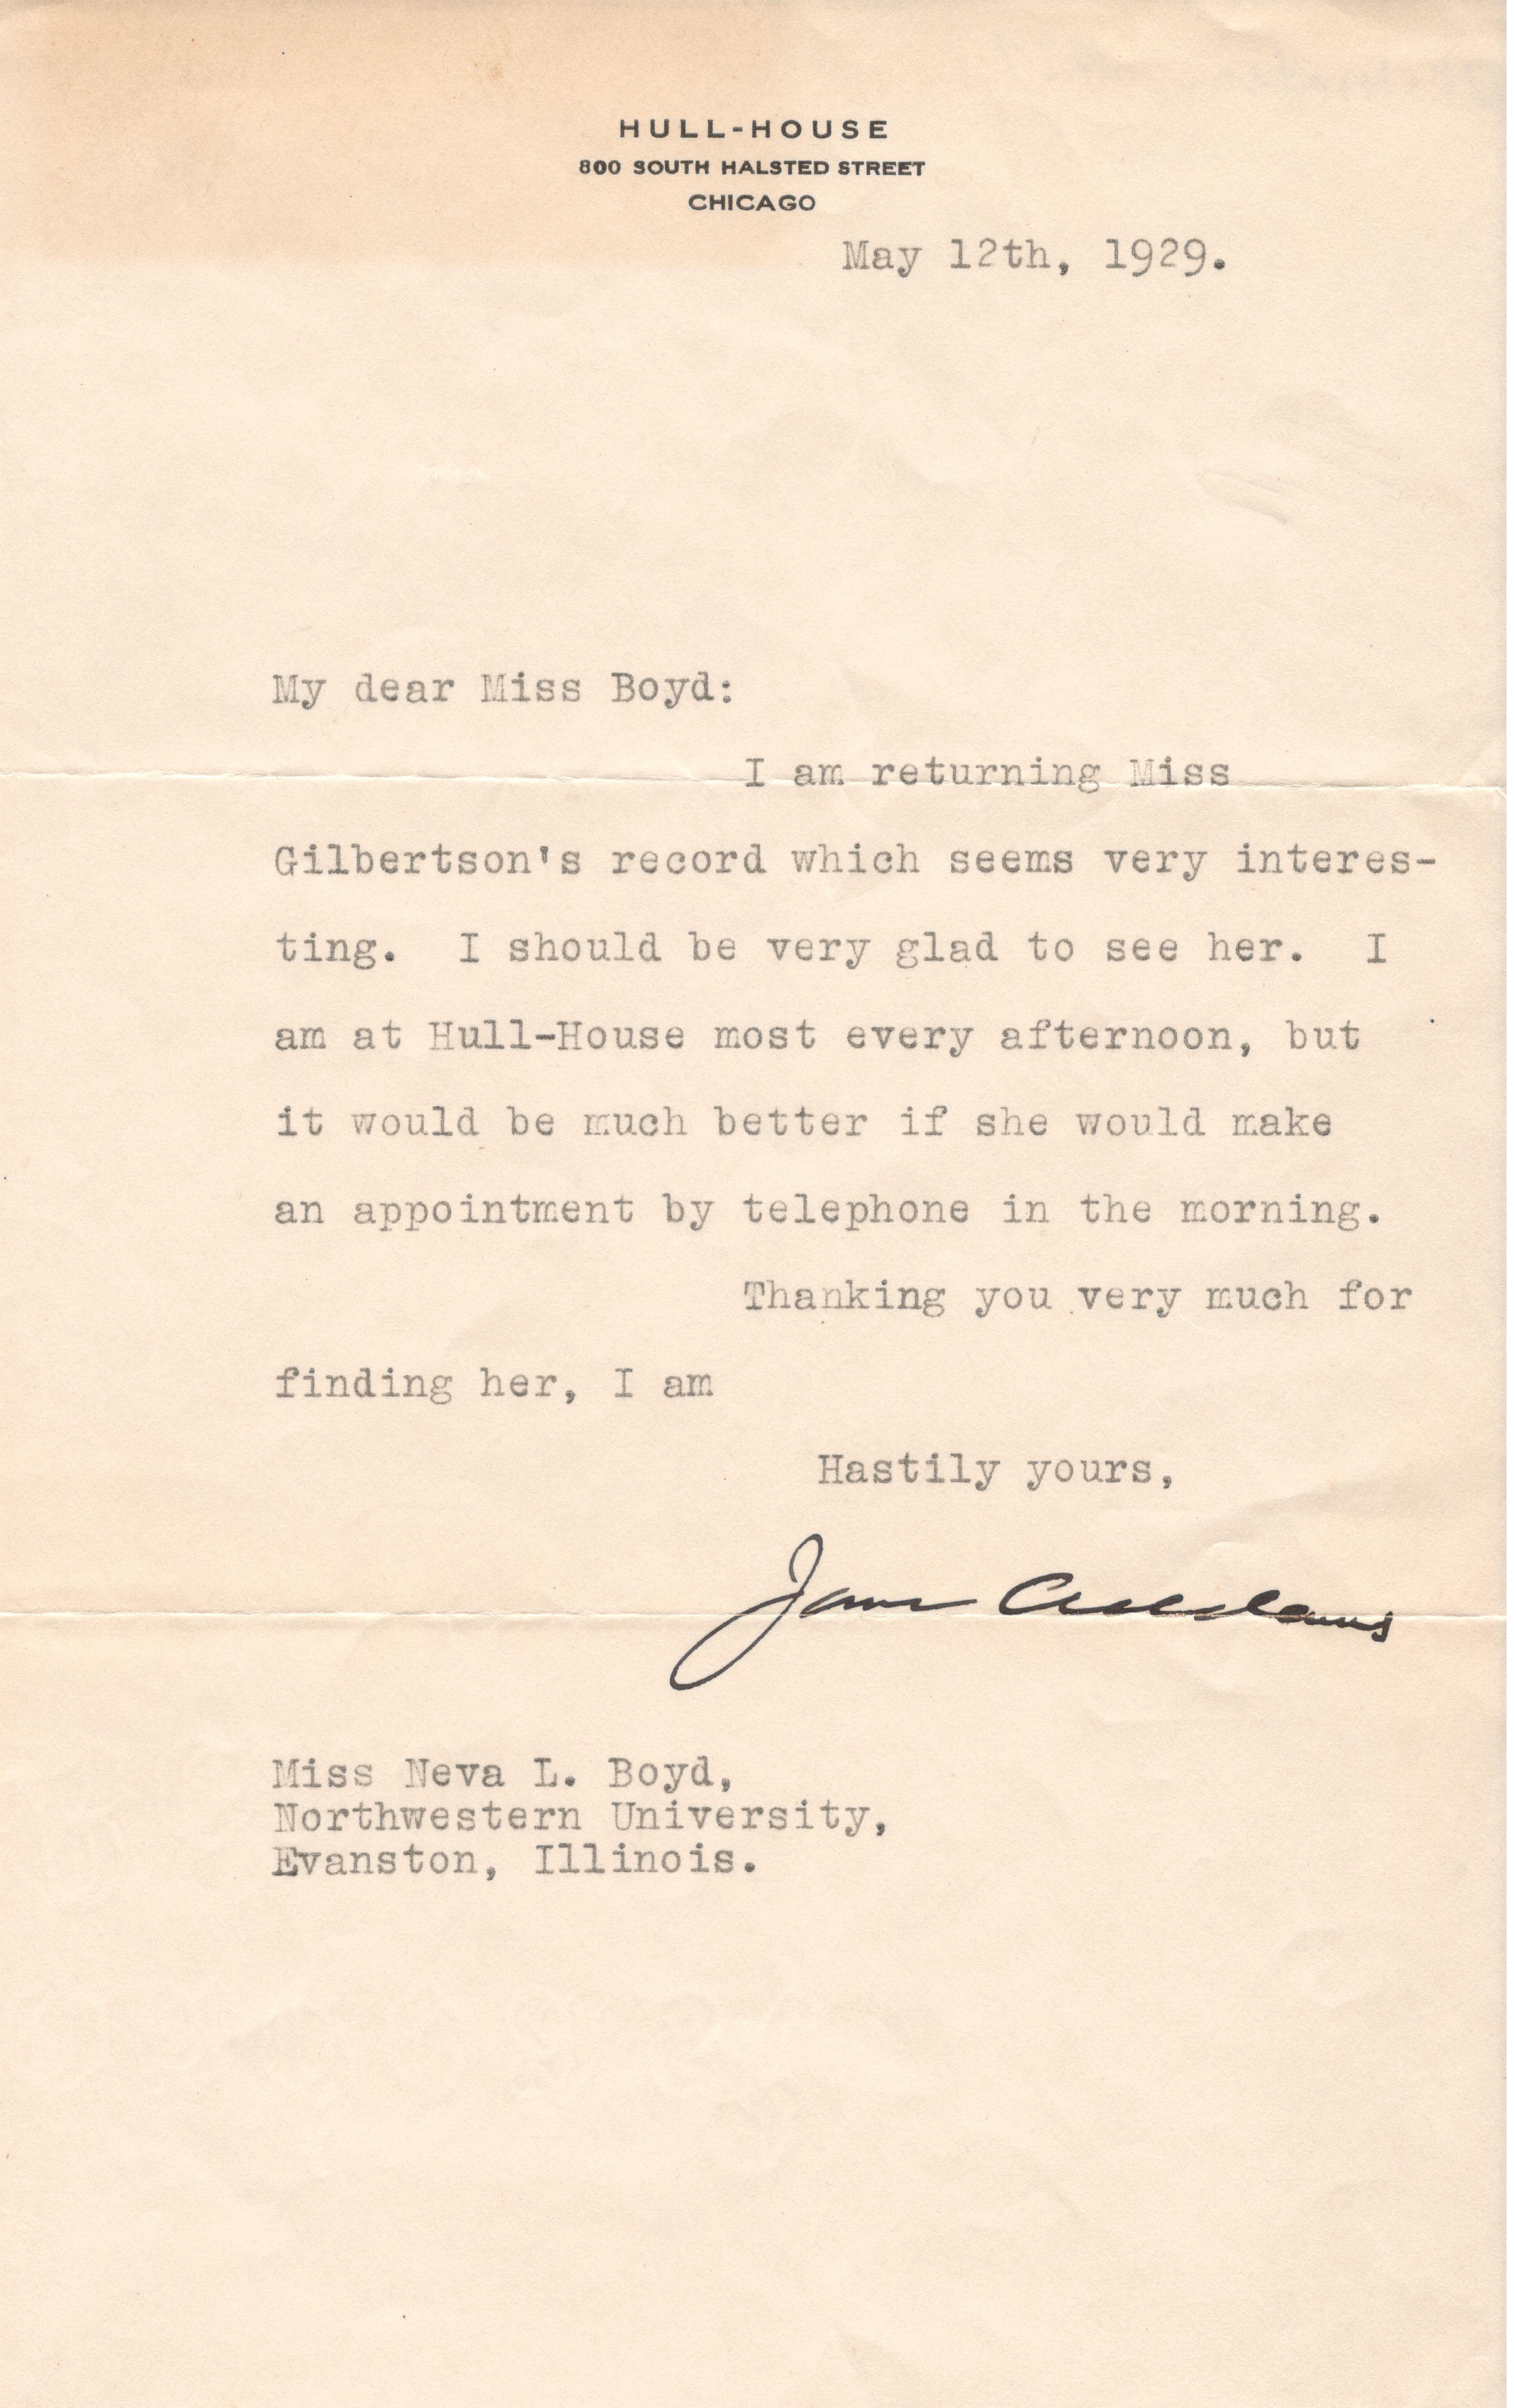 HULL-HOUSE
800 SOUTH HALSTED STREET
CHICAGO
May 12th, 1929.
My dear Miss Boyd:
I am returning Miss
Gilbertson's record which seems very interes-
ting. I should be very glad to see her. I
am at Hull-House most every afternoon, but
it would be much better if she would make
an appointment by telephone in the morning.
Thanking you very much for
finding her, I am
Hastily yours,
Jane Addams
Miss Neva L. Boyd,
Northwestern University,
Evanston, Illinois.